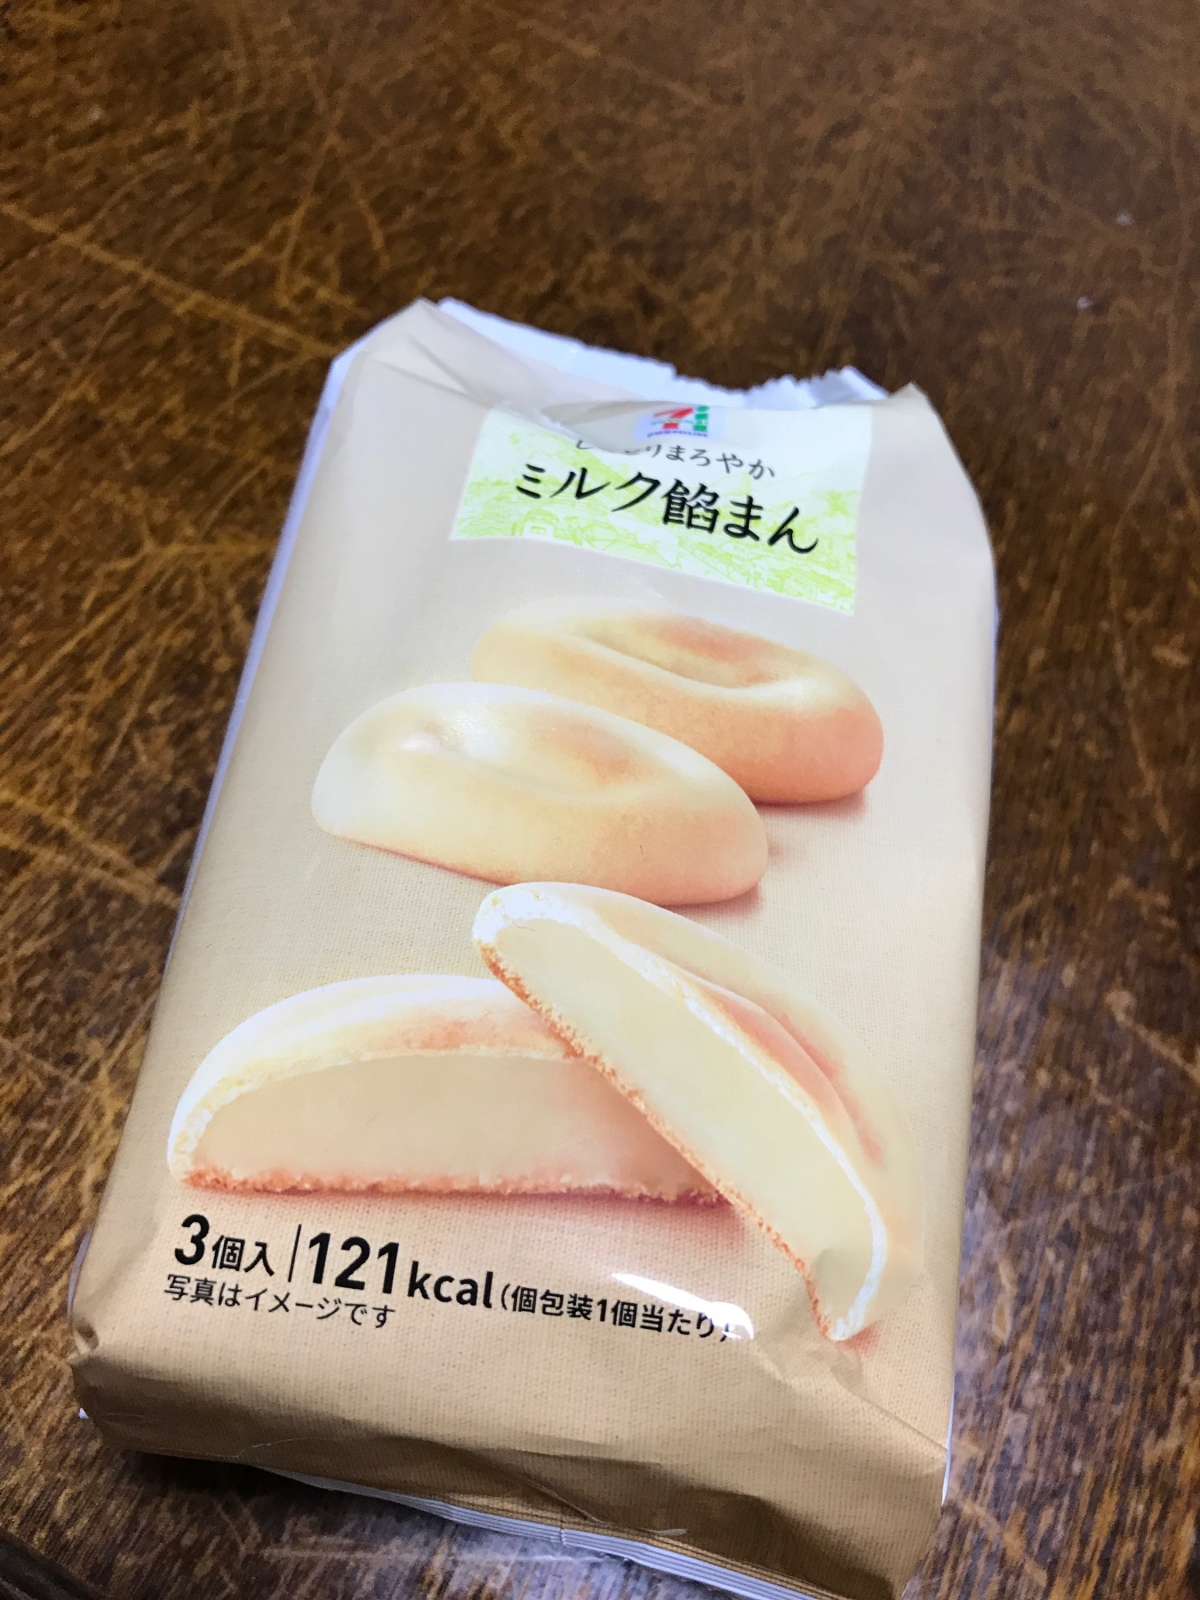 まろやか
ミルク餡まん
3個入 121kcal(個包装1個当たり)
写真はイメージです